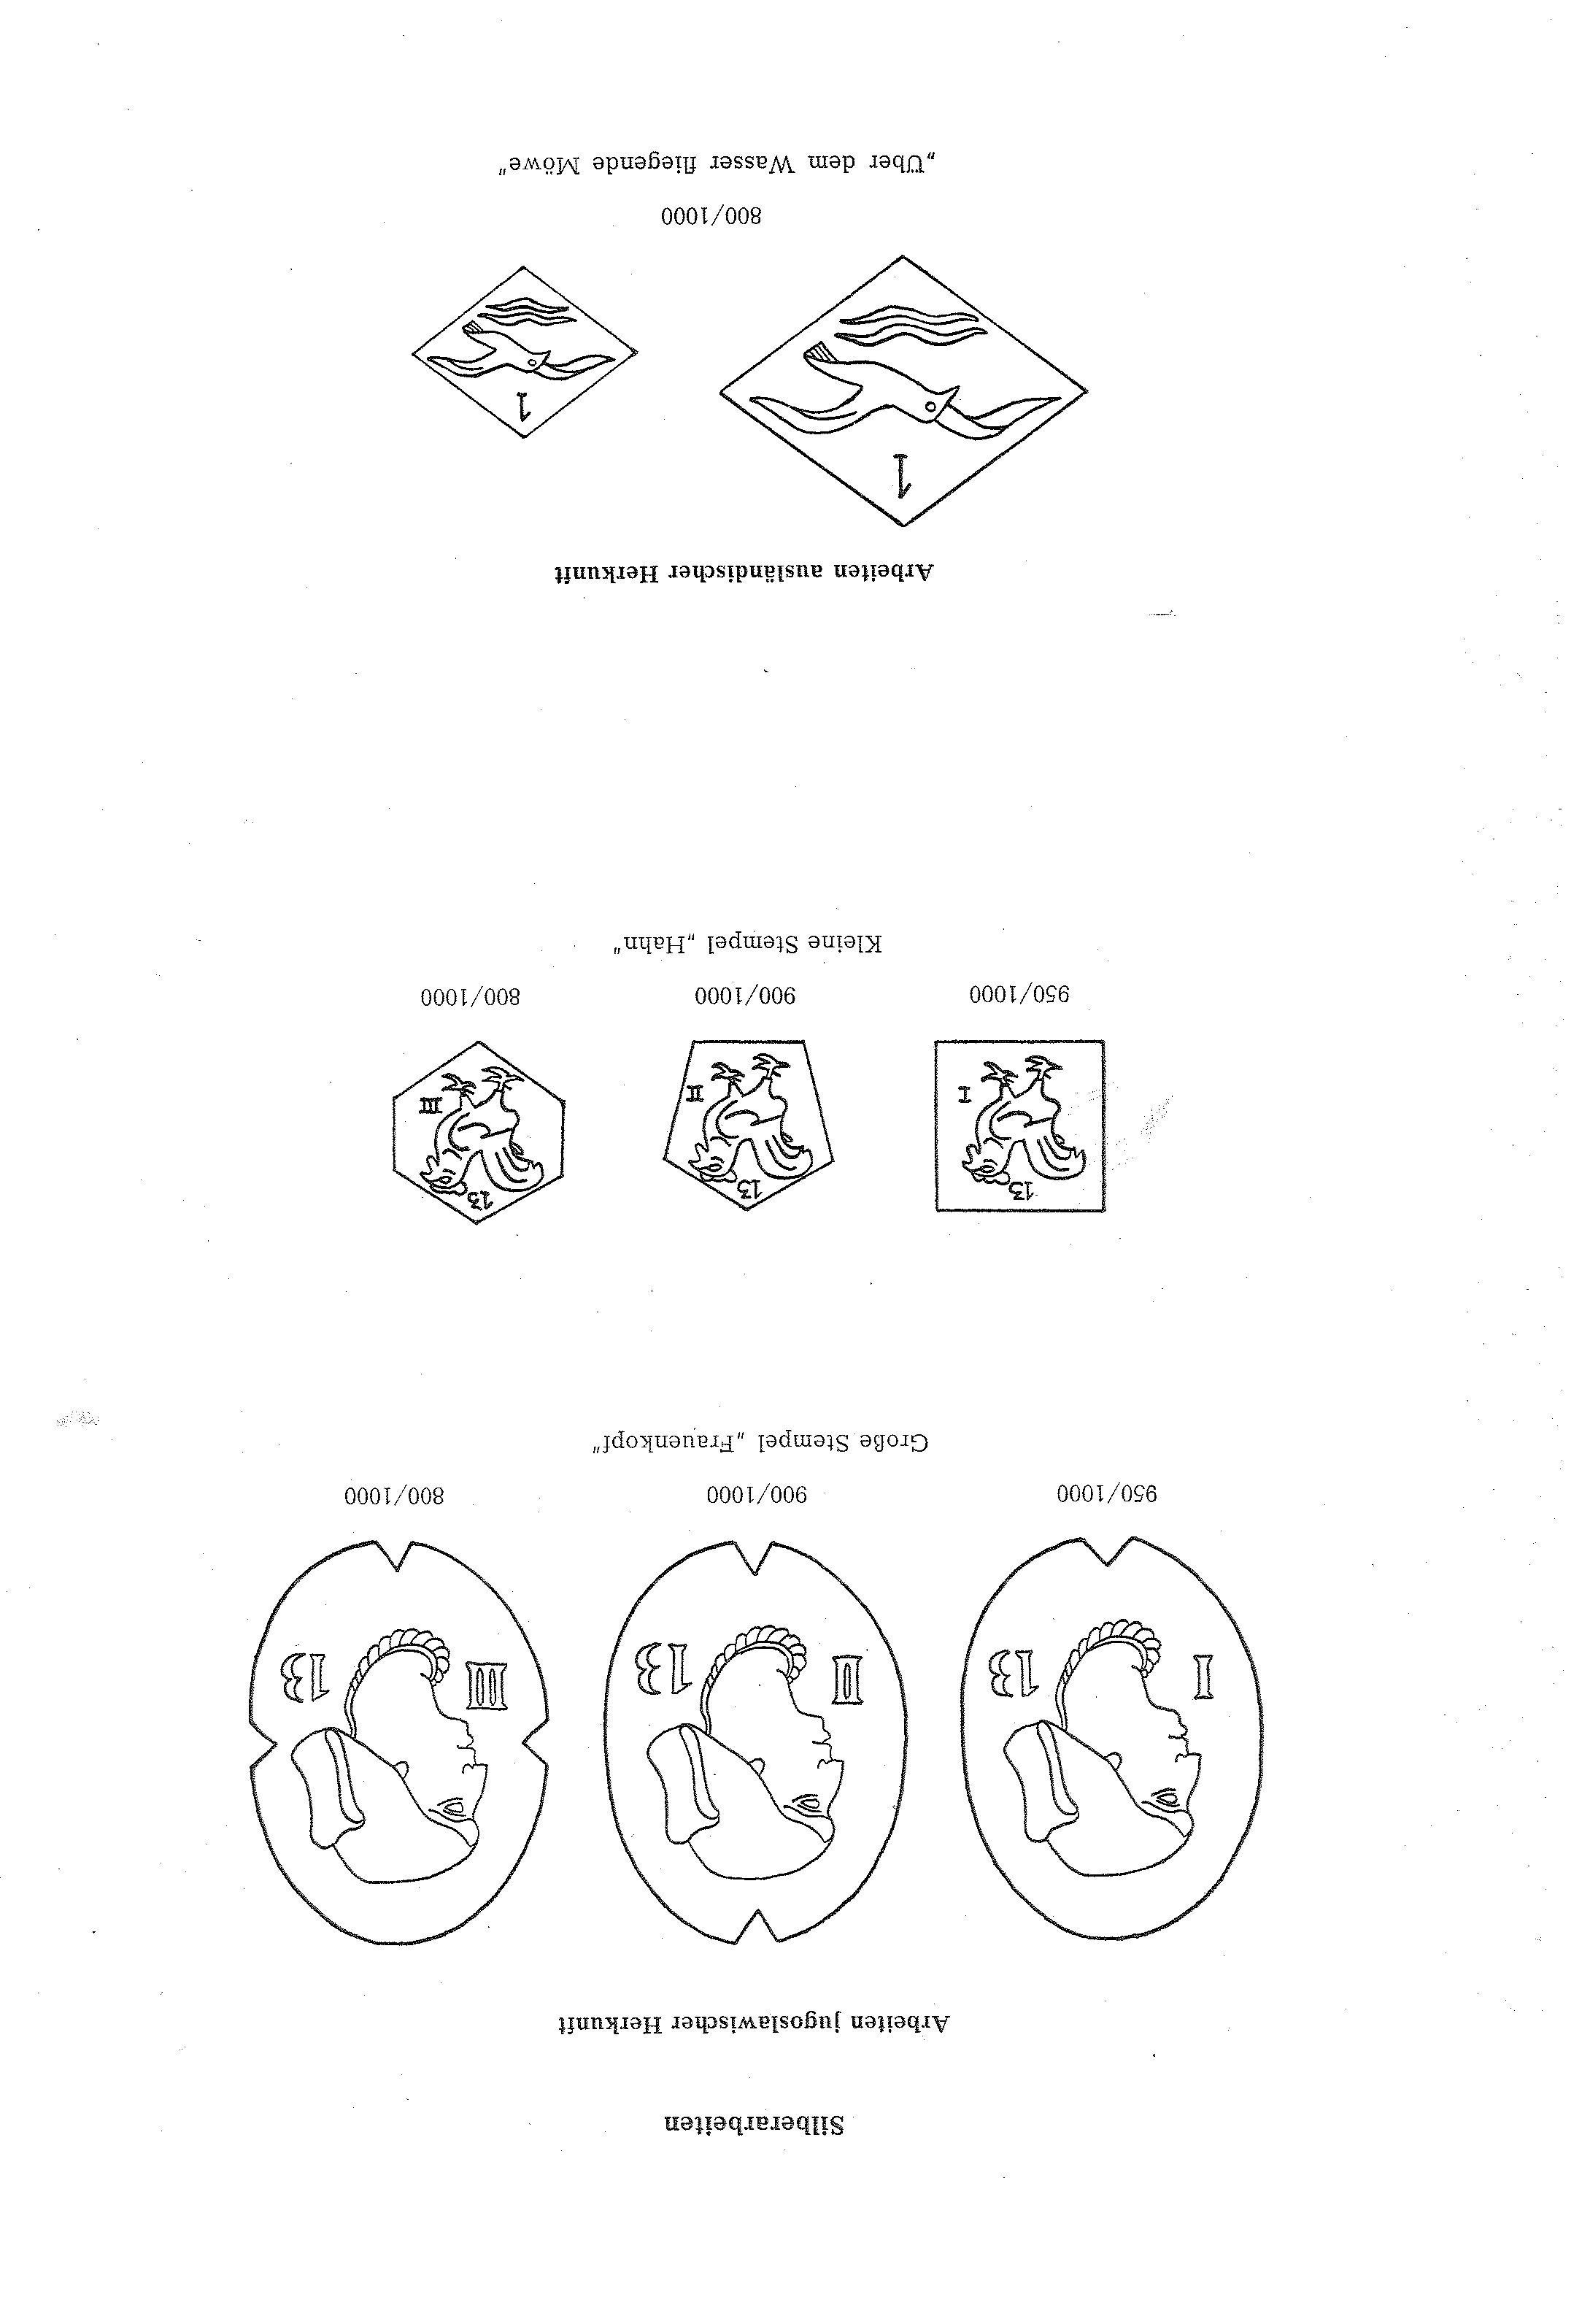 Silberarbeiten
Arbeiten jugoslawischer Herkunft
I 13 II 13 III 13
950/1000 900/1000 800/1000
Große Stempel „Frauenkopf"
13 13 13
I II III
950/1000 900/1000 800/1000
Kleine Stempel „Hahn"
Arbeiten ausländischer Herkunft
1 1
800/1000
„Über dem Wasser fliegende Möwe"